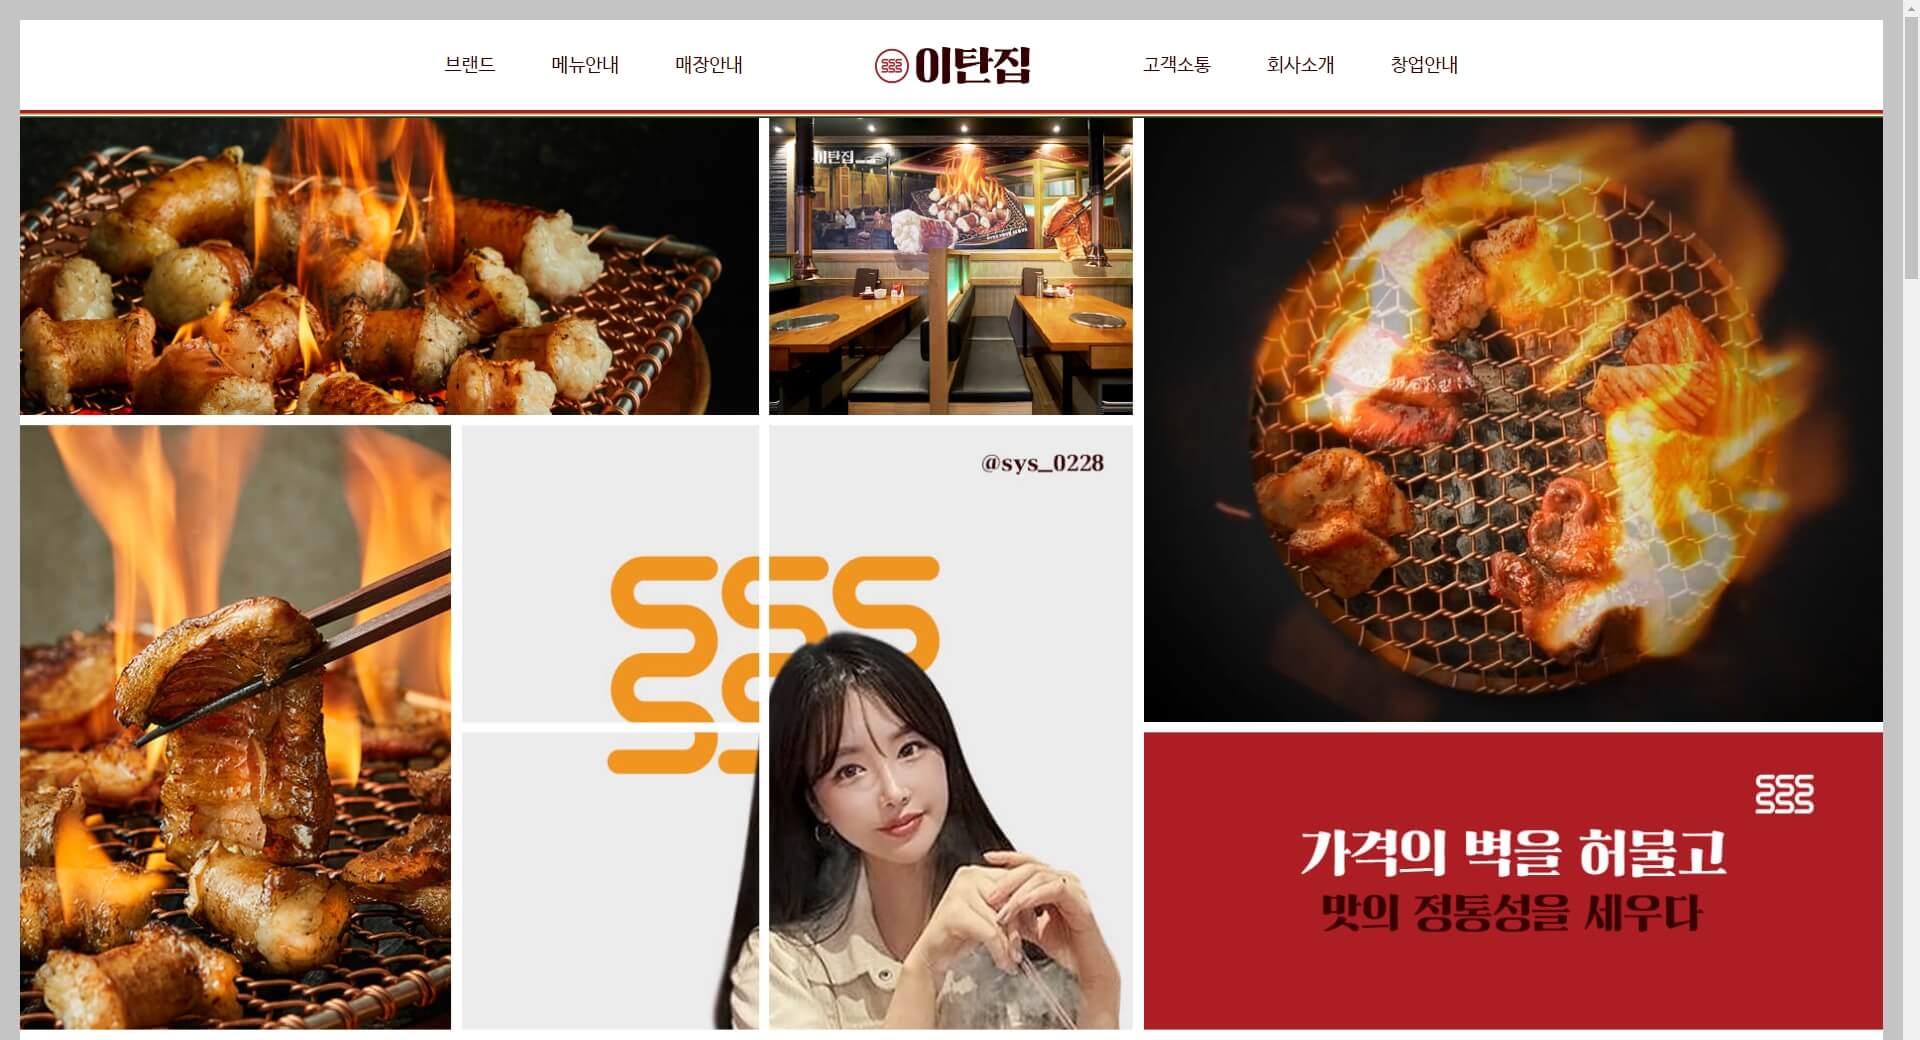 브랜드
메뉴안내
매장안내
이탄집
고객소통
회사소개
창업안내
이탄집
@sys_0228
가격의 벽을 허물고
맛의 정통성을 세우다